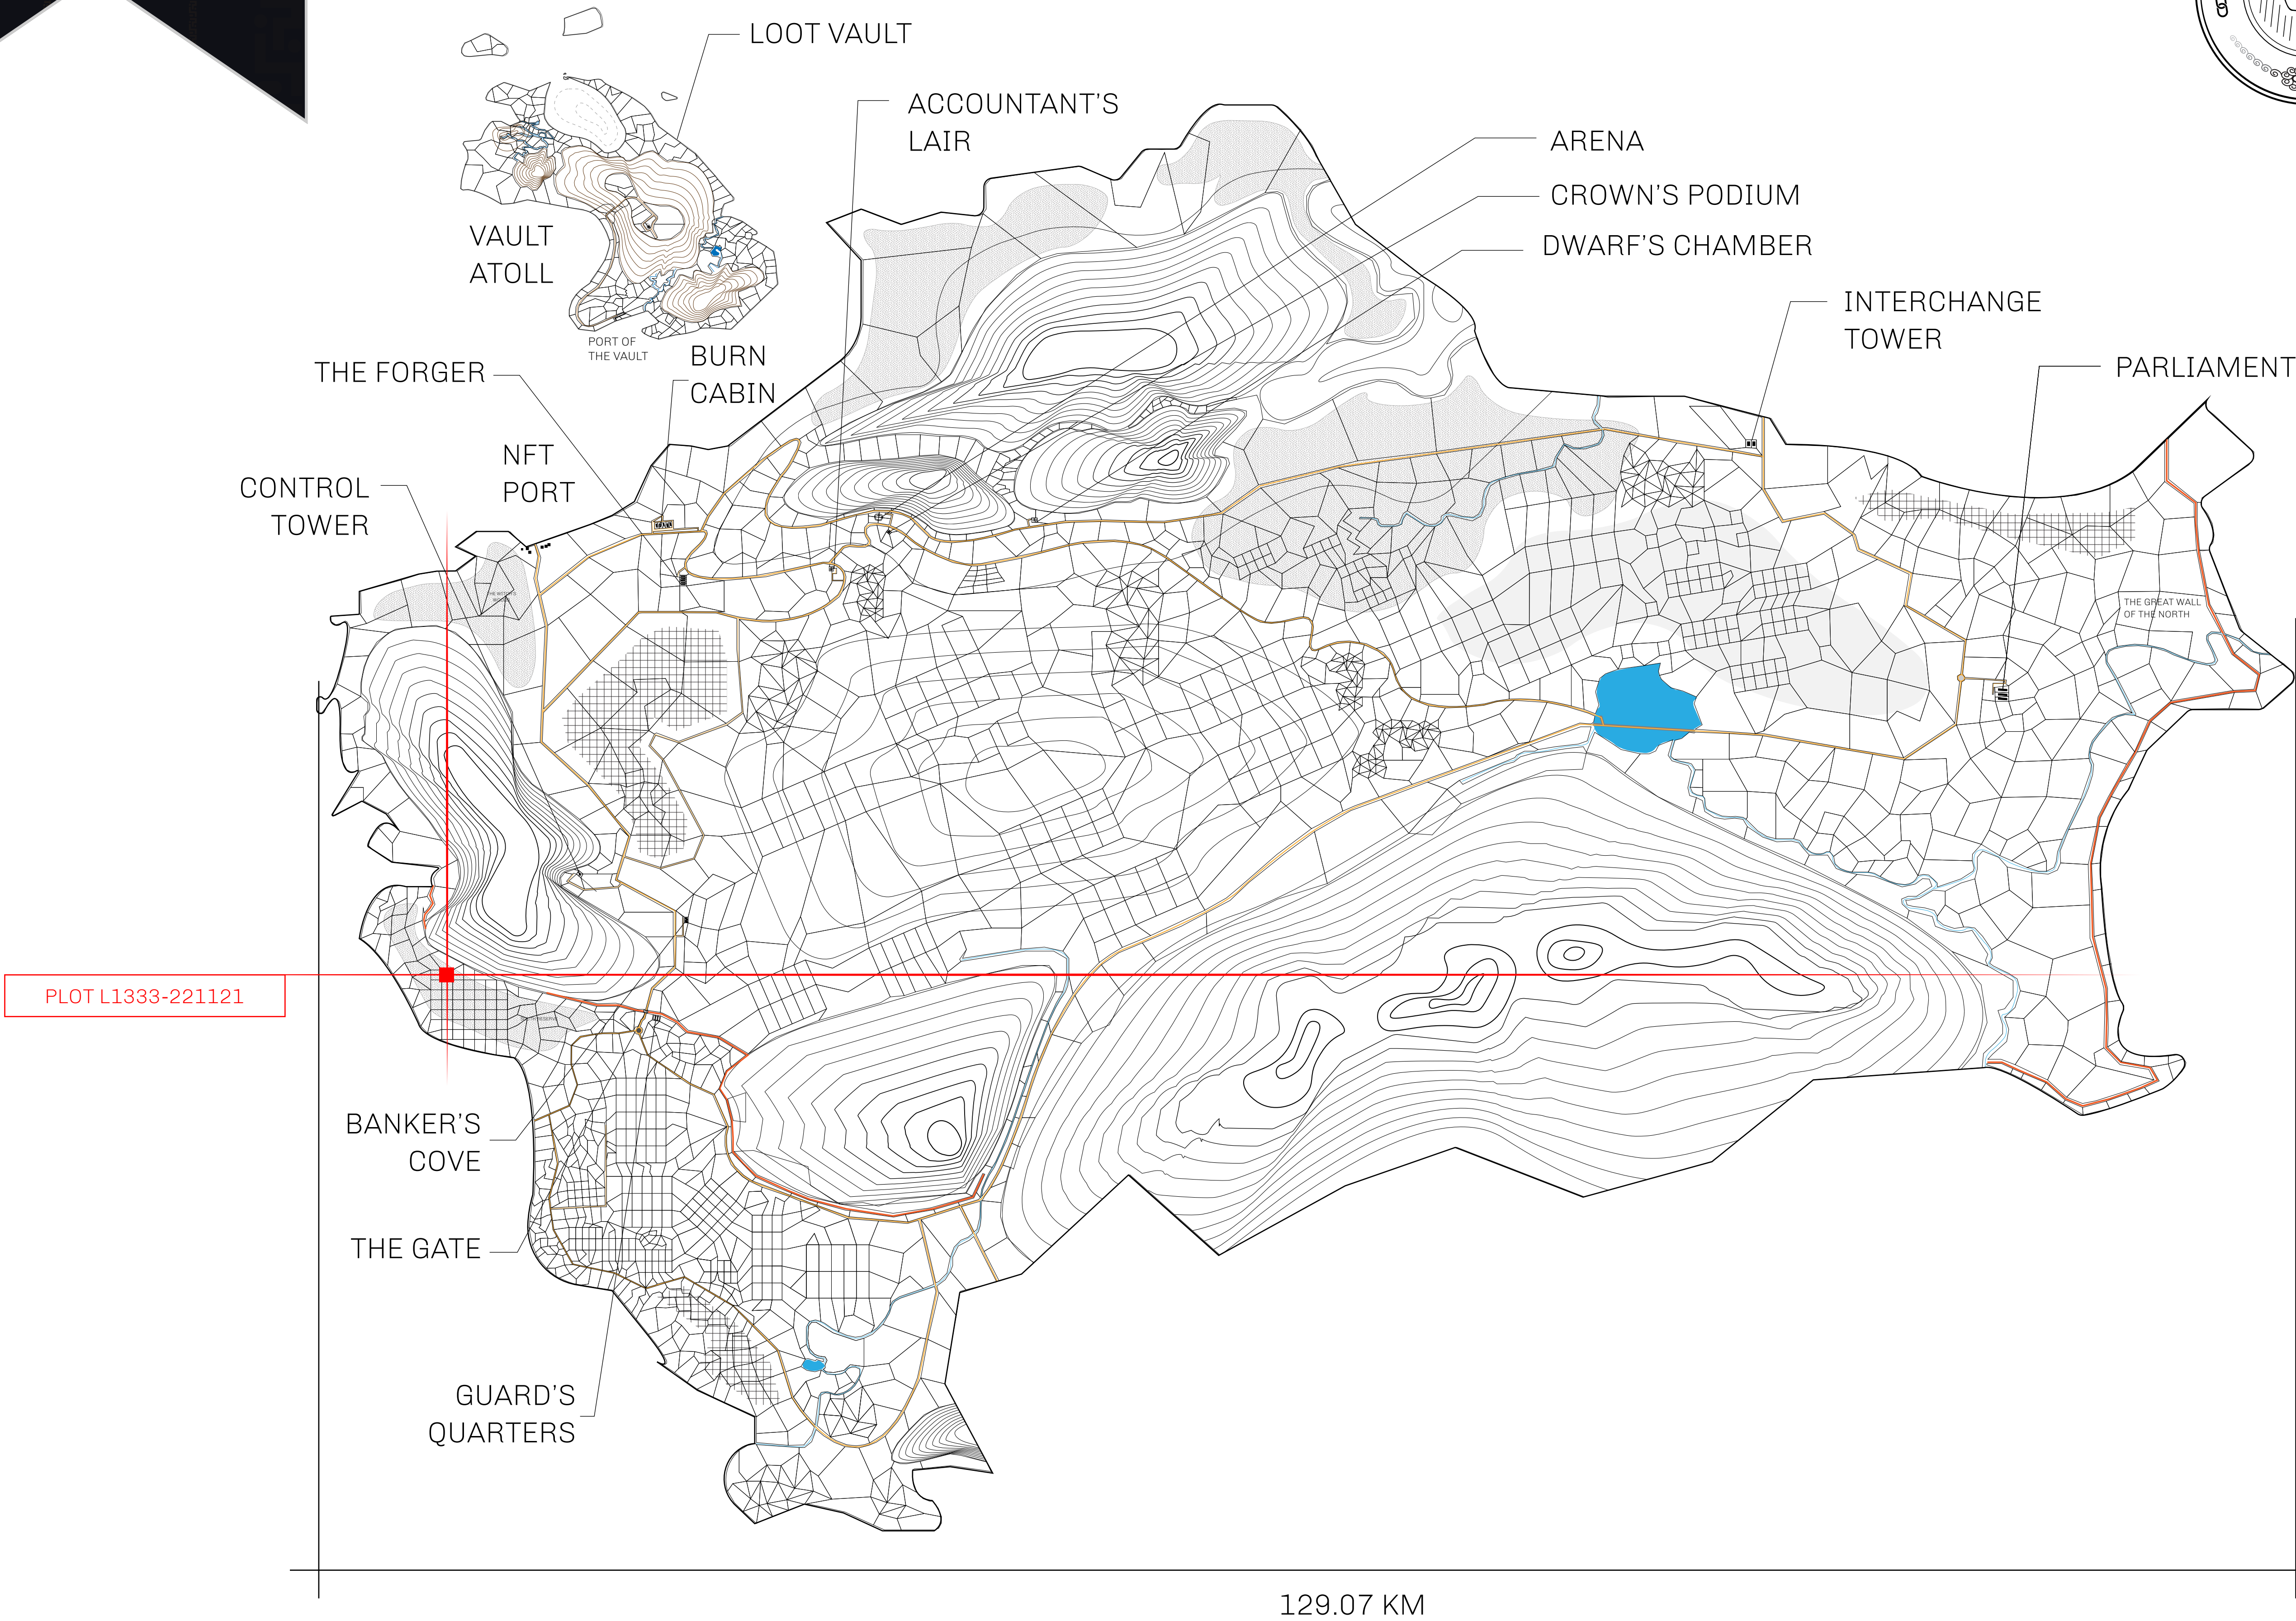 LOOT VAULT
ACCOUNTANT'S
LAIR
ARENA
CROWN'S PODIUM
DWARF'S CHAMBER
VAULT
ATOLL
INTERCHANGE
TOWER
PORT OF
THE VAULT
BURN
CABIN
THE FORGER
PARLIAMENT
NFT
PORT
CONTROL
TOWER
THE GREAT WALL
OF THE NORTH
PLOT L1333-221121
BANKER'S
COVE
THE GATE
GUARD'S
QUARTERS
129.07 KM